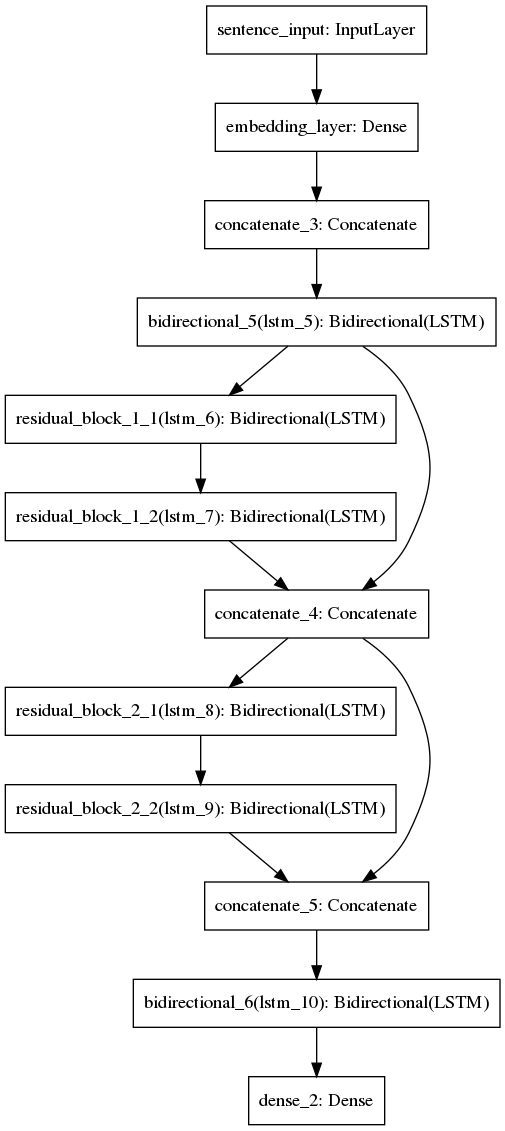 sentence_input: InputLayer
embedding_layer: Dense
concatenate_3: Concatenate
bidirectional_5(lstm_5): Bidirectional(LSTM)
residual_block_1_1(lstm_6): Bidirectional(LSTM)
residual_block_1_2(lstm_7): Bidirectional(LSTM)
concatenate_4: Concatenate
residual_block_2_1(lstm_8): Bidirectional(LSTM)
residual_block_2_2(lstm_9): Bidirectional(LSTM)
concatenate_5: Concatenate
bidirectional_6(lstm_10): Bidirectional(LSTM)
dense_2: Dense